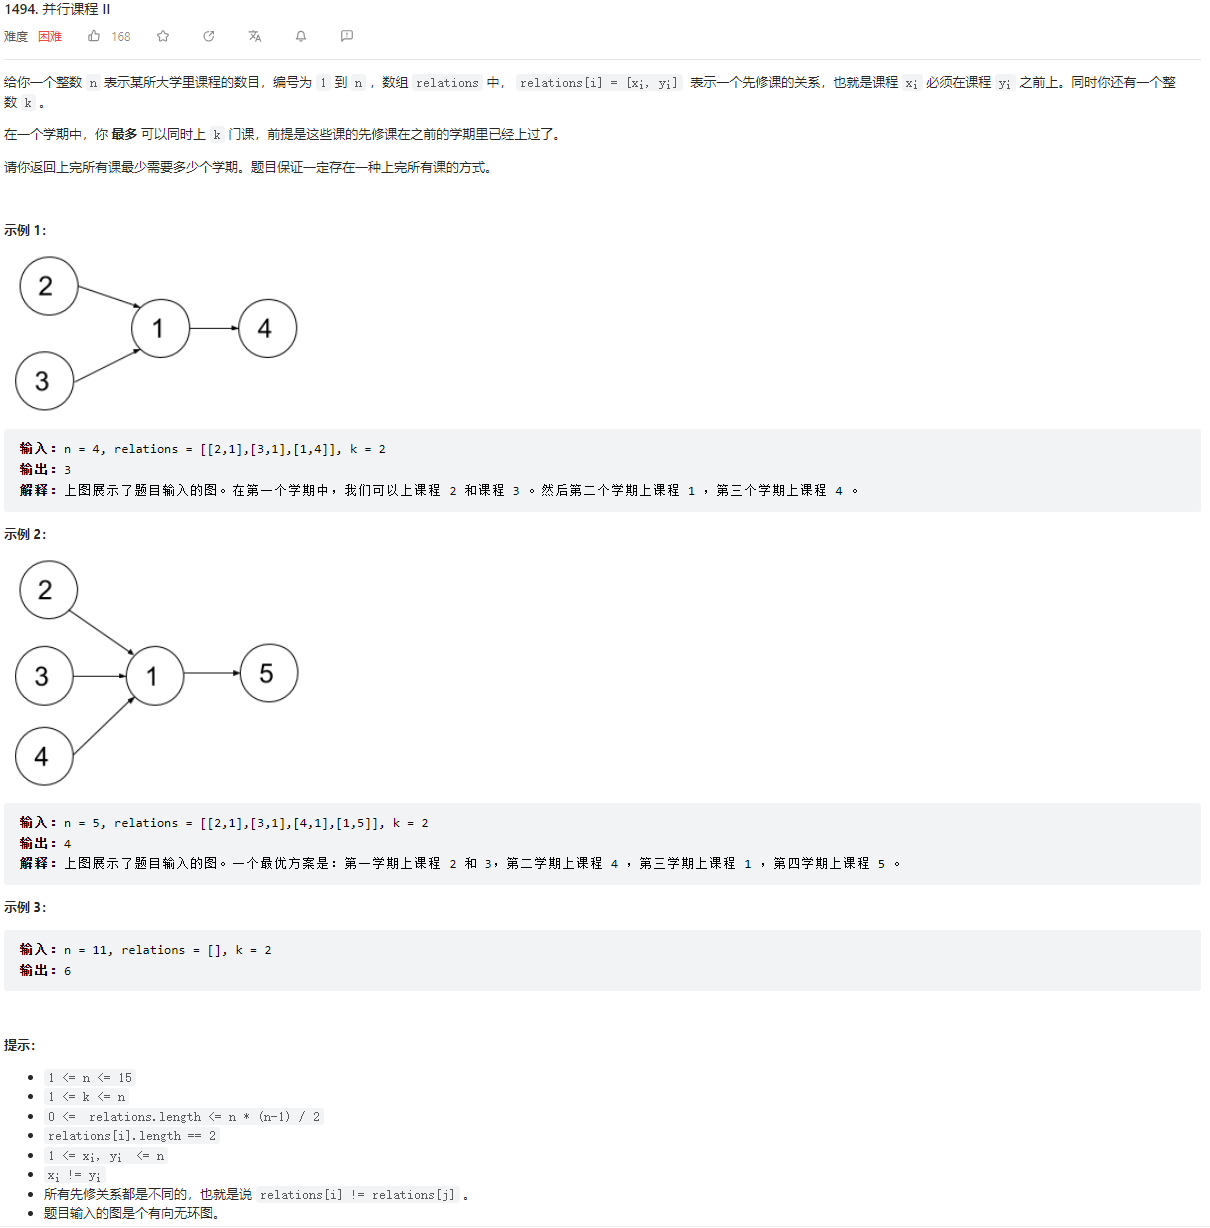 1494. 并行课程 II
难度 困难 168
给你一个整数 n 表示某所大学里课程的数目，编号为 1 到 n ，数组 relations 中， relations[i] = [xi, yi] 表示一个先修课的关系，也就是课程 xi 必须在课程 yi 之前上。同时你还有一个整
数 k 。
在一个学期中，你 最多 可以同时上 k 门课，前提是这些课的先修课在之前的学期里已经上过了。
请你返回上完所有课最少需要多少个学期。题目保证一定存在一种上完所有课的方式。
示例 1：
2
1
4
3
输入：n = 4, relations = [[2,1],[3,1],[1,4]], k = 2
输出：3
解释：上图展示了题目输入的图。在第一个学期中，我们可以上课程 2 和课程 3 。然后第二个学期上课程 1 ，第三个学期上课程 4 。
示例 2：
2
3
1
5
4
输入：n = 5, relations = [[2,1],[3,1],[4,1],[1,5]], k = 2
输出：4
解释：上图展示了题目输入的图。一个最优方案是：第一学期上课程 2 和 3，第二学期上课程 4 ，第三学期上课程 1 ，第四学期上课程 5 。
示例 3：
输入：n = 11, relations = [], k = 2
输出：6
提示：
1 <= n <= 15
1 <= k <= n
0 <= relations.length <= n * (n-1) / 2
relations[i].length == 2
1 <= xi, yi <= n
xi != yi
所有先修关系都是不同的，也就是说 relations[i] != relations[j] 。
题目输入的图是个有向无环图。